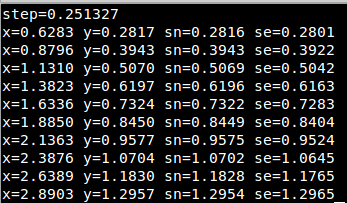 step=0.251327
x=0.6283 y=0.2817 sn=0.2816 se=0.2801
x=0.8796 y=0.3943 sn=0.3943 se=0.3922
x=1.1310 y=0.5070 sn=0.5069 se=0.5042
x=1.3823 y=0.6197 sn=0.6196 se=0.6163
x=1.6336 y=0.7324 sn=0.7322 se=0.7283
x=1.8850 y=0.8450 sn=0.8449 se=0.8404
x=2.1363 y=0.9577 sn=0.9575 se=0.9524
x=2.3876 y=1.0704 sn=1.0702 se=1.0645
x=2.6389 y=1.1830 sn=1.1828 se=1.1765
x=2.8903 y=1.2957 sn=1.2954 se=1.2965